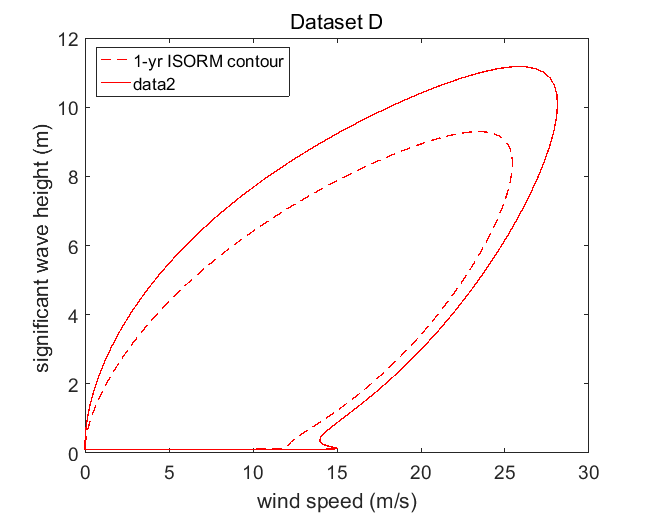 Dataset D
1-yr ISORM contour
data2
12
10
8
6
4
2
0
significant wave height (m)
0 5 10 15 20 25 30
wind speed (m/s)